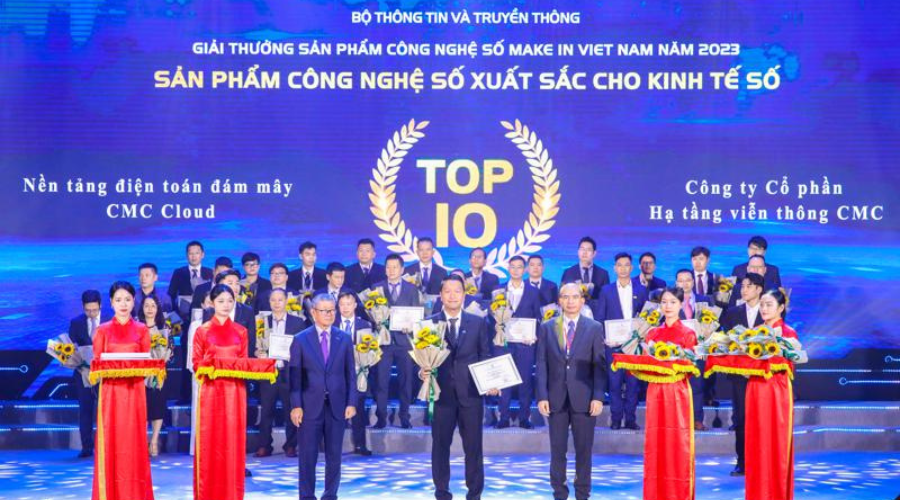 BỘ THÔNG TIN VÀ TRUYỀN THÔNG
GIẢI THƯỞNG SẢN PHẨM CÔNG NGHỆ SỐ MAKE IN VIET NAM NĂM 2023
SẢN PHẨM CÔNG NGHỆ SỐ XUẤT SẮC CHO KINH TẾ SỐ
TOP
10
Nền tảng điện toán đám mây
CMC Cloud
Công ty Cổ phần
Hạ tầng viễn thông CMC